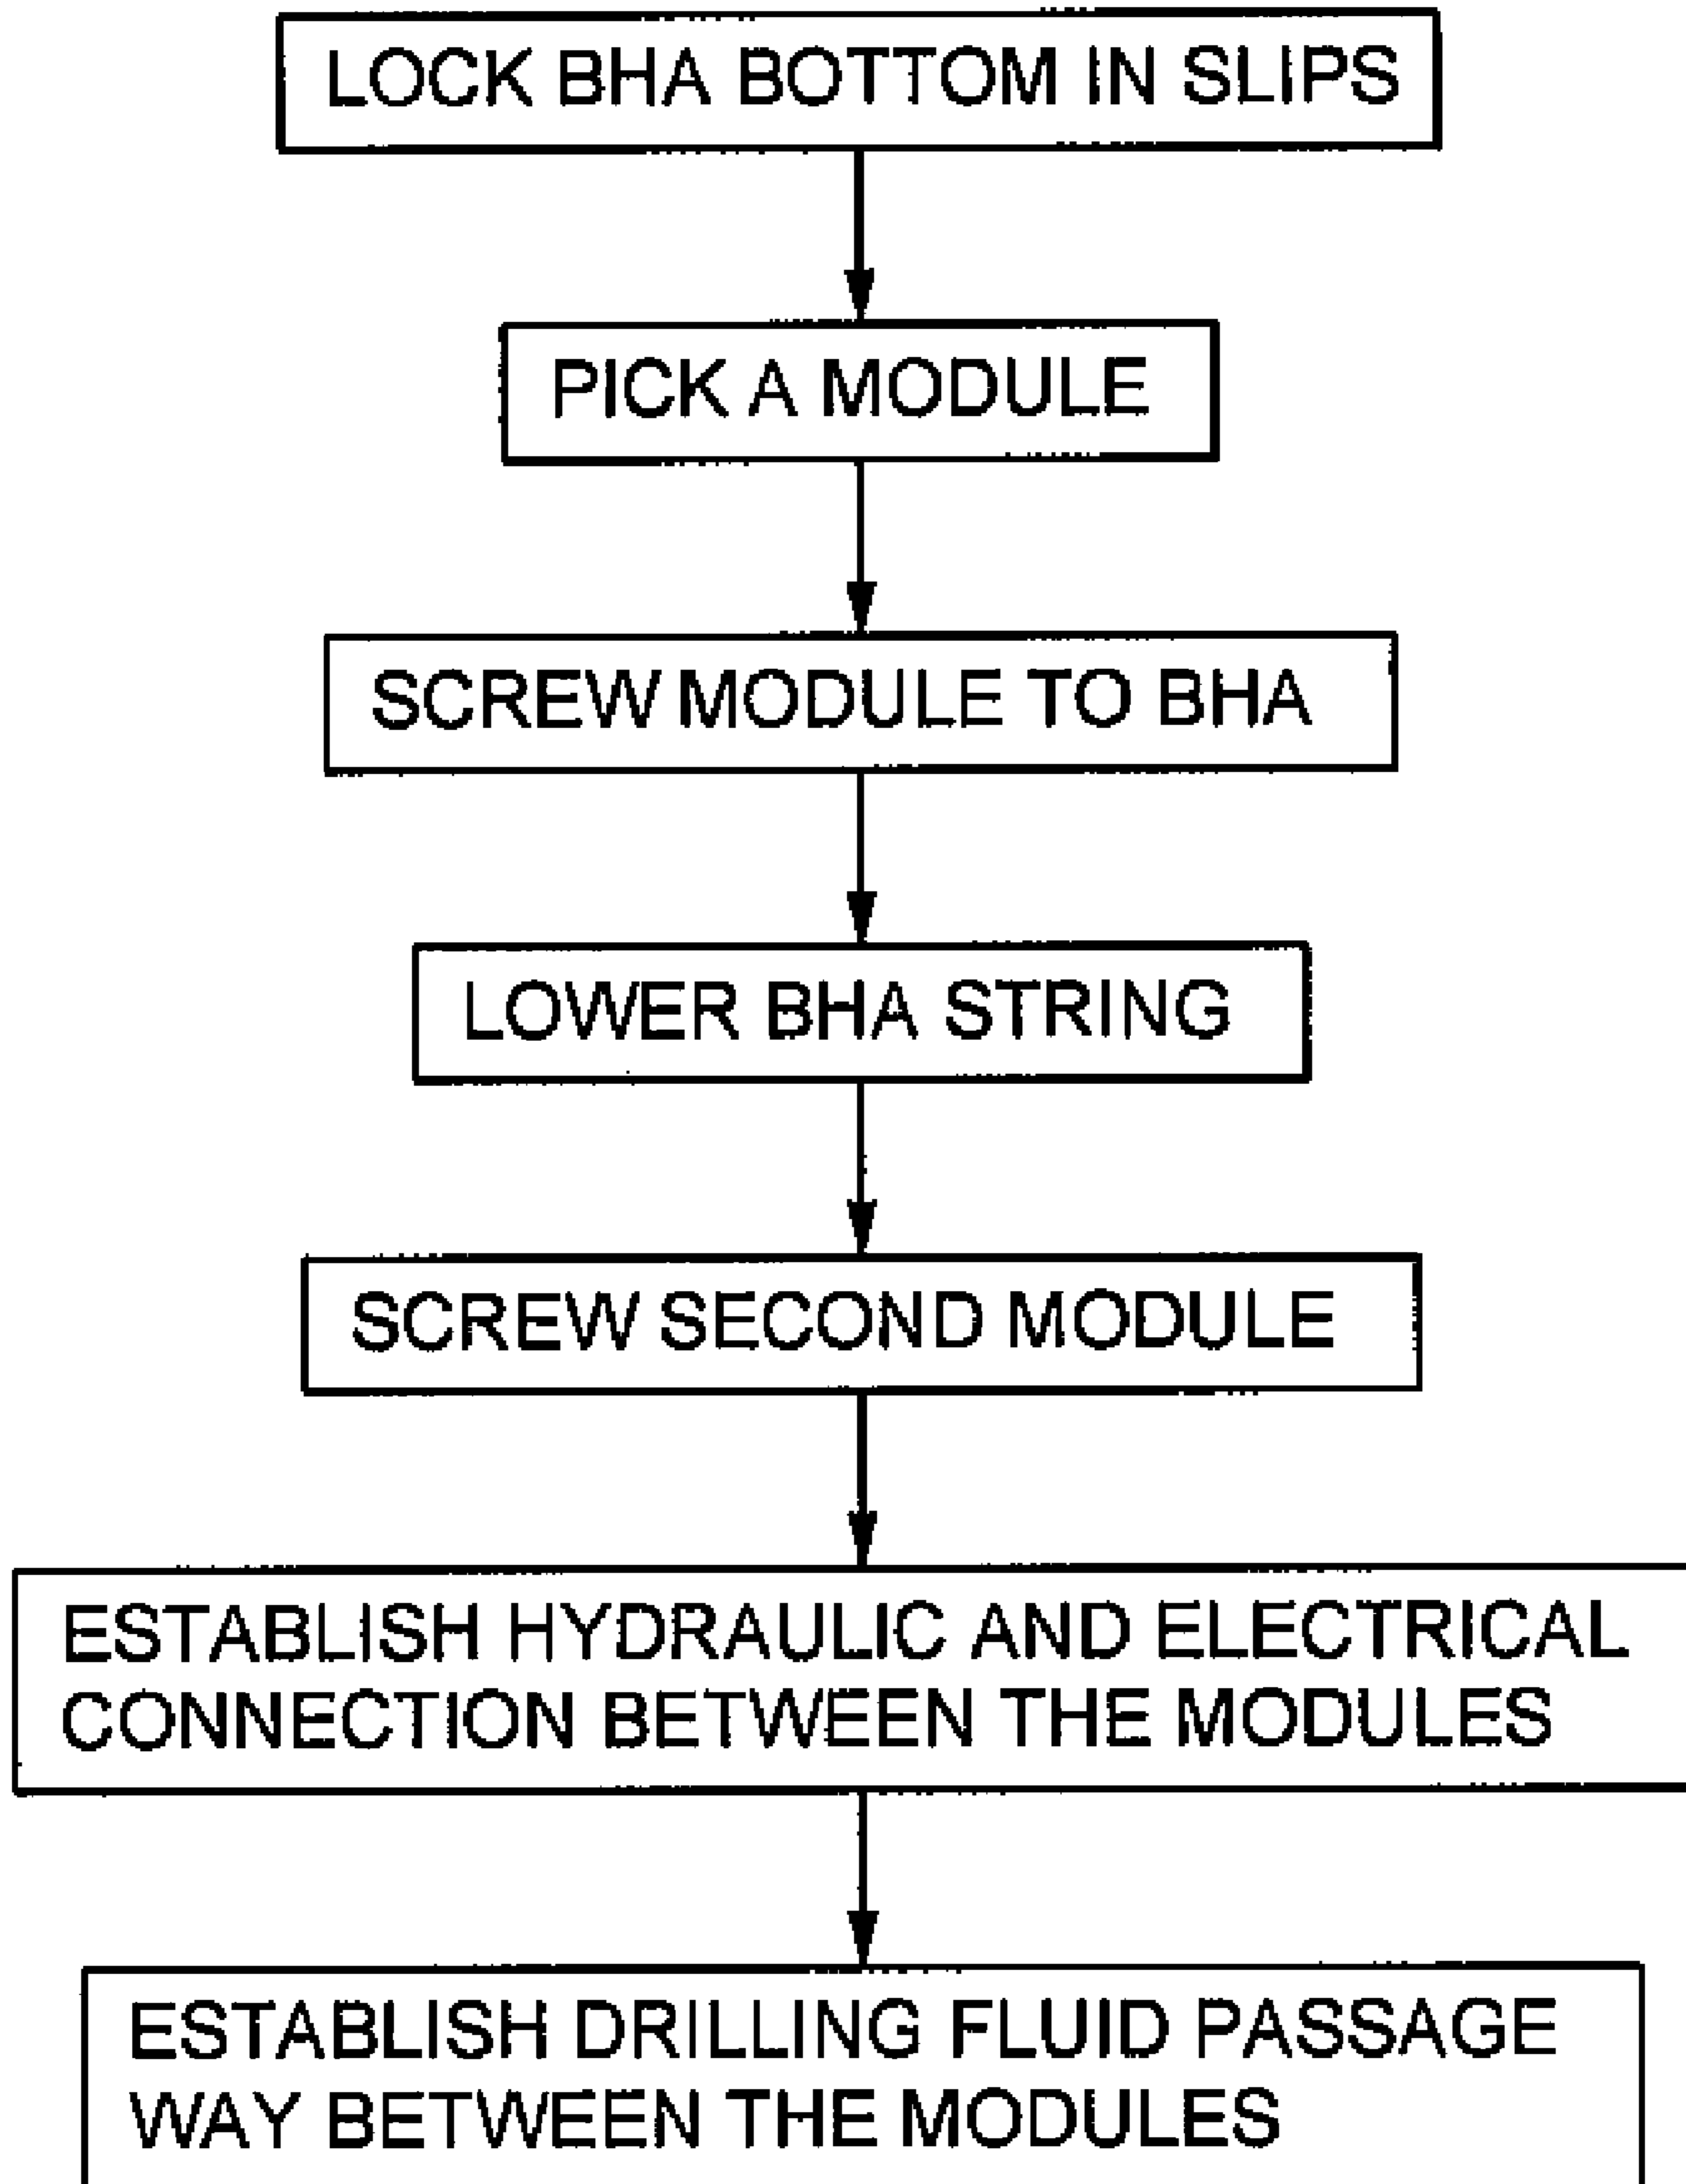 LOCK BHA BOTTOM IN SLIPS
PICK A MODULE
SCREW MODULE TO BHA
LOWER BHA STRING
SCREW SECOND MODULE
ESTABLISH HYDRAULIC AND ELECTRICAL
CONNECTION BETWEEN THE MODULES
ESTABLISH DRILLING FLUID PASSAGE
WAY BETWEEN THE MODULES